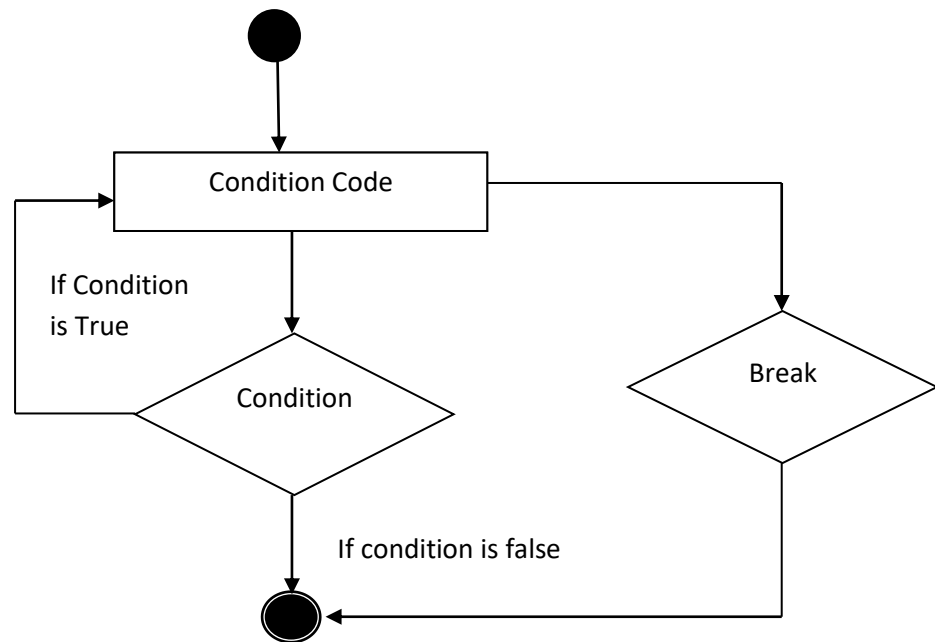 Condition Code
If Condition
is True
Condition
Break
If condition is false